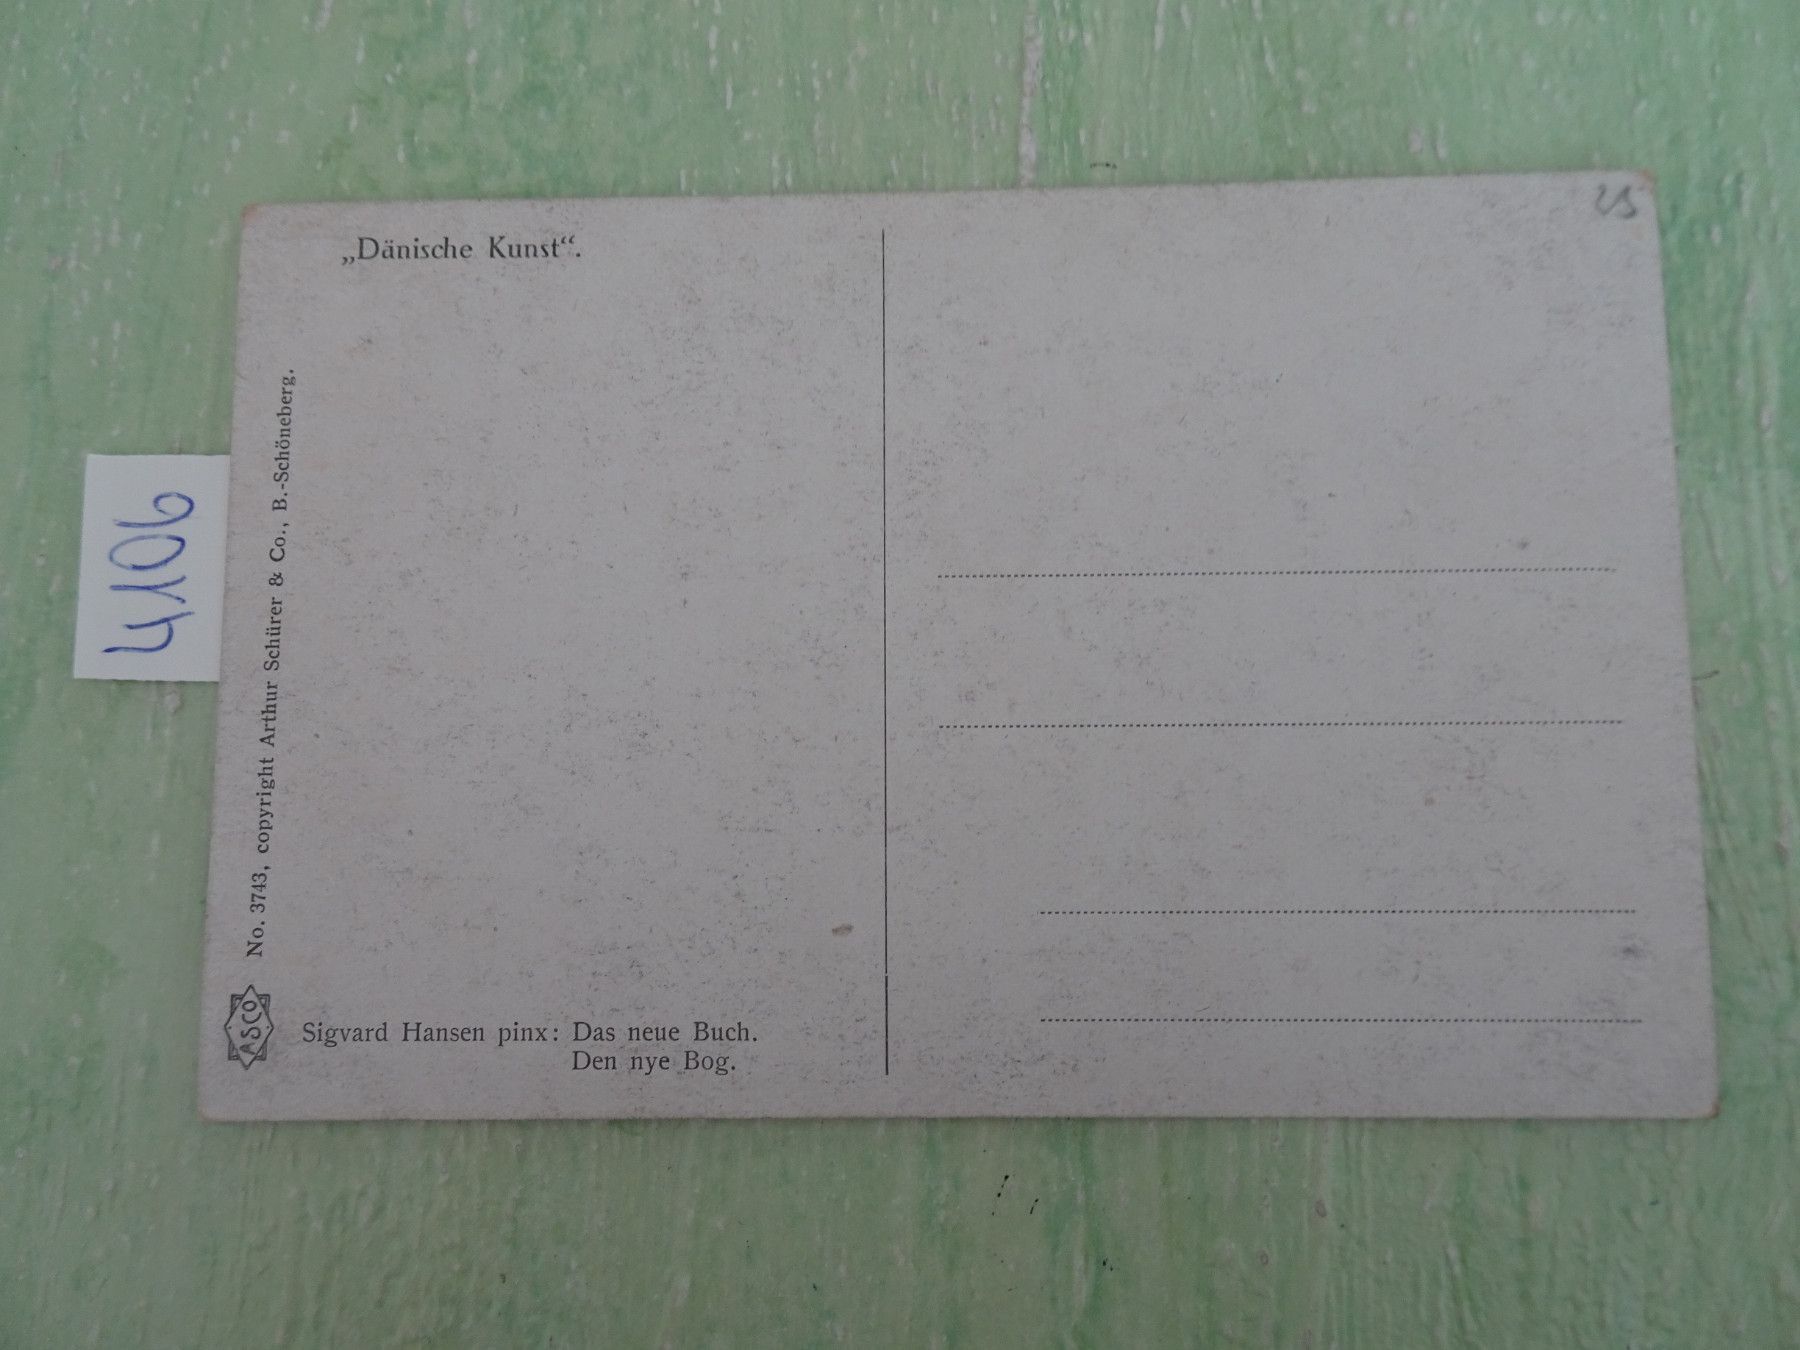 „Dänische Kunst“.
25
4106
No. 3743, copyright Arthur Schürer & Co., B.-Schöneberg.
ASCO
Sigvard Hansen pinx: Das neue Buch.
Den nye Bog.